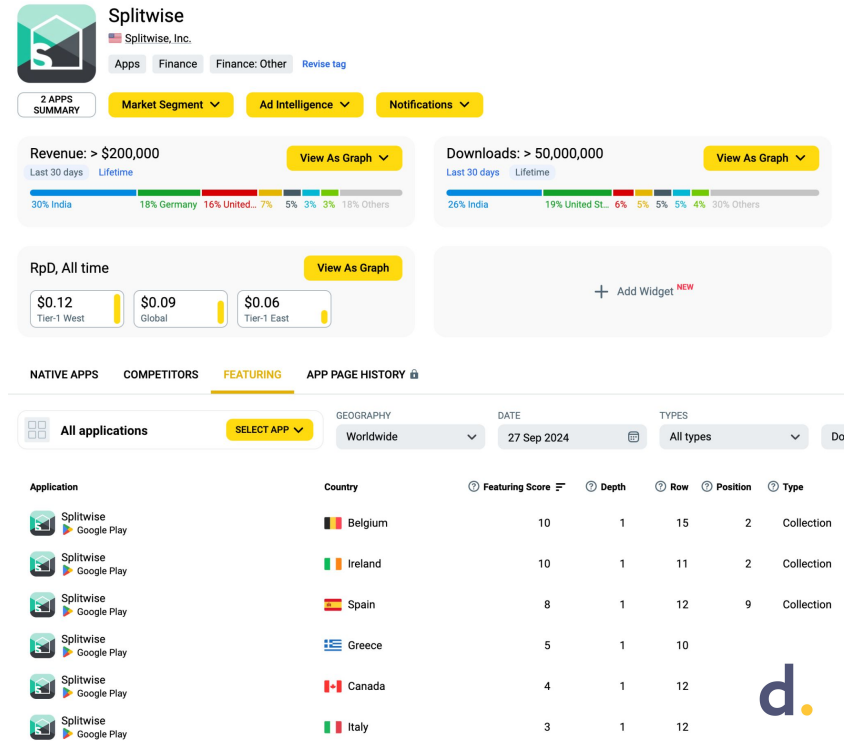 Splitwise
Splitwise, Inc.
Apps Finance Finance: Other Revise tag
2 APPS
SUMMARY
Market Segment Ad Intelligence Notifications
Revenue: > $200,000
View As Graph
Last 30 days Lifetime
30% India 18% Germany 16% United... 7% 5% 3% 3% 18% Others
Downloads: > 50,000,000
View As Graph
Last 30 days Lifetime
26% India 19% United St... 6% 5% 5% 5% 4% 30% Others
RpD, All time
View As Graph
$0.12 $0.09 $0.06
Tier-1 West Global Tier-1 East
+ Add Widget NEW
NATIVE APPS COMPETITORS FEATURING APP PAGE HISTORY
GEOGRAPHY DATE TYPES
All applications SELECT APP Worldwide 27 Sep 2024 All types Do
Application Country ? Featuring Score ? Depth ? Row ? Position ? Type
Splitwise
Google Play Belgium 10 1 15 2 Collection
Splitwise
Google Play Ireland 10 1 11 2 Collection
Splitwise
Google Play Spain 8 1 12 9 Collection
Splitwise
Google Play Greece 5 1 10
Splitwise
Google Play Canada 4 1 12
Splitwise
Google Play Italy 3 1 12
d.